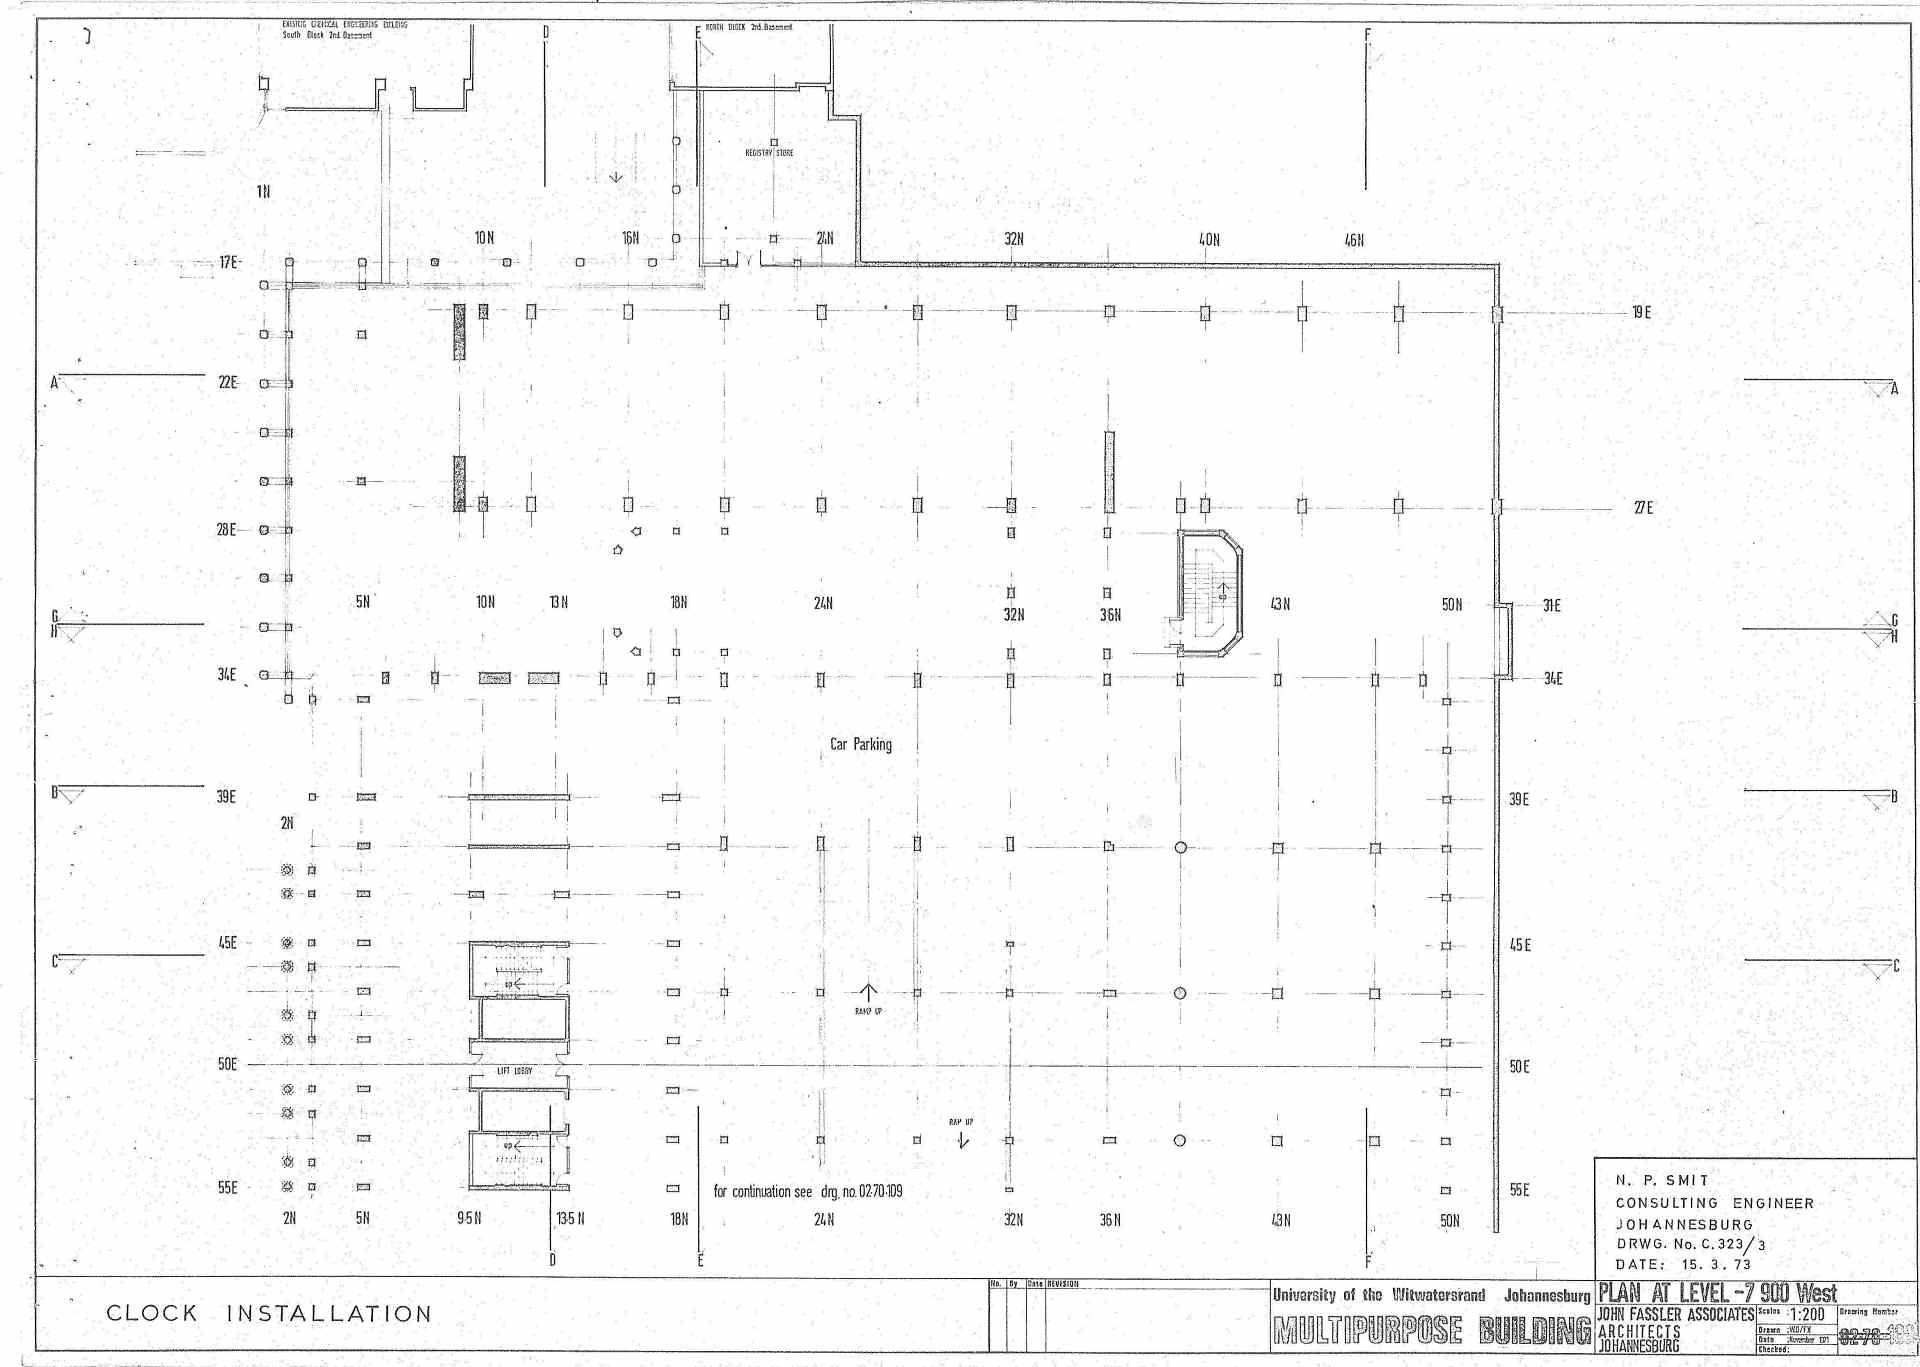 EXISTING CHEMICAL ENGINEERING BUILDING
South Block 2nd. Basement
D
E
NORTH BLOCK 2nd. Basement
F
REGISTRY STORE
1N
10N
16N
24N
32N
40N
46N
17E
19E
A
22E
A
27E
28E
UP
5N
10N
13N
18N
24N
32N
36N
43N
50N
31E
G
H
G
H
34E
34E
Car Parking
B
39E
39E
B
2N
45E
45E
C
C
UP
RAMP UP
50E
50E
LIFT LOBBY
RAMP UP
UP
55E
for continuation see drg. no. 02·70·109
55E
2N
5N
9·5N
13·5N
18N
24N
32N
36N
43N
50N
D
E
F
N. P. SMIT
CONSULTING ENGINEER
JOHANNESBURG
DRWG. No. C.323/3
DATE: 15. 3. 73
CLOCK INSTALLATION
No. By Date REVISION
University of the Witwatersrand Johannesburg
MULTIPURPOSE BUILDING
PLAN AT LEVEL -7 900 West
JOHN FASSLER ASSOCIATES
ARCHITECTS
JOHANNESBURG
Scales :1:200
Drawn :WD/FX
Date :November 1971
Checked:
Drawing Number